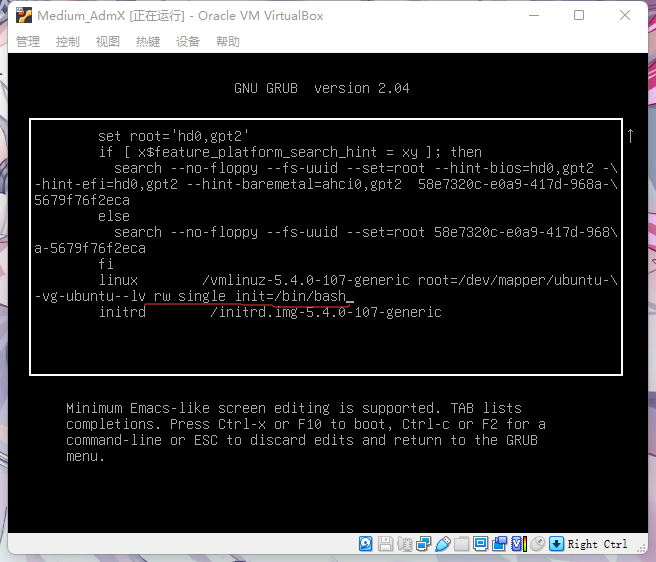 Medium_AdmX [正在运行] - Oracle VM VirtualBox
管理 控制 视图 热键 设备 帮助
GNU GRUB version 2.04
set root='hd0,gpt2'
if [ x$feature_platform_search_hint = xy ]; then
search --no-floppy --fs-uuid --set=root --hint-bios=hd0,gpt2 -\
-hint-efi=hd0,gpt2 --hint-baremetal=ahci0,gpt2 58e7320c-e0a9-417d-968a-\
5679f76f2eca
else
search --no-floppy --fs-uuid --set=root 58e7320c-e0a9-417d-968\
a-5679f76f2eca
fi
linux /vmlinuz-5.4.0-107-generic root=/dev/mapper/ubuntu-\
-vg-ubuntu--lv rw single init=/bin/bash_
initrd /initrd.img-5.4.0-107-generic
Minimum Emacs-like screen editing is supported. TAB lists
completions. Press Ctrl-x or F10 to boot, Ctrl-c or F2 for a
command-line or ESC to discard edits and return to the GRUB
menu.
Right Ctrl